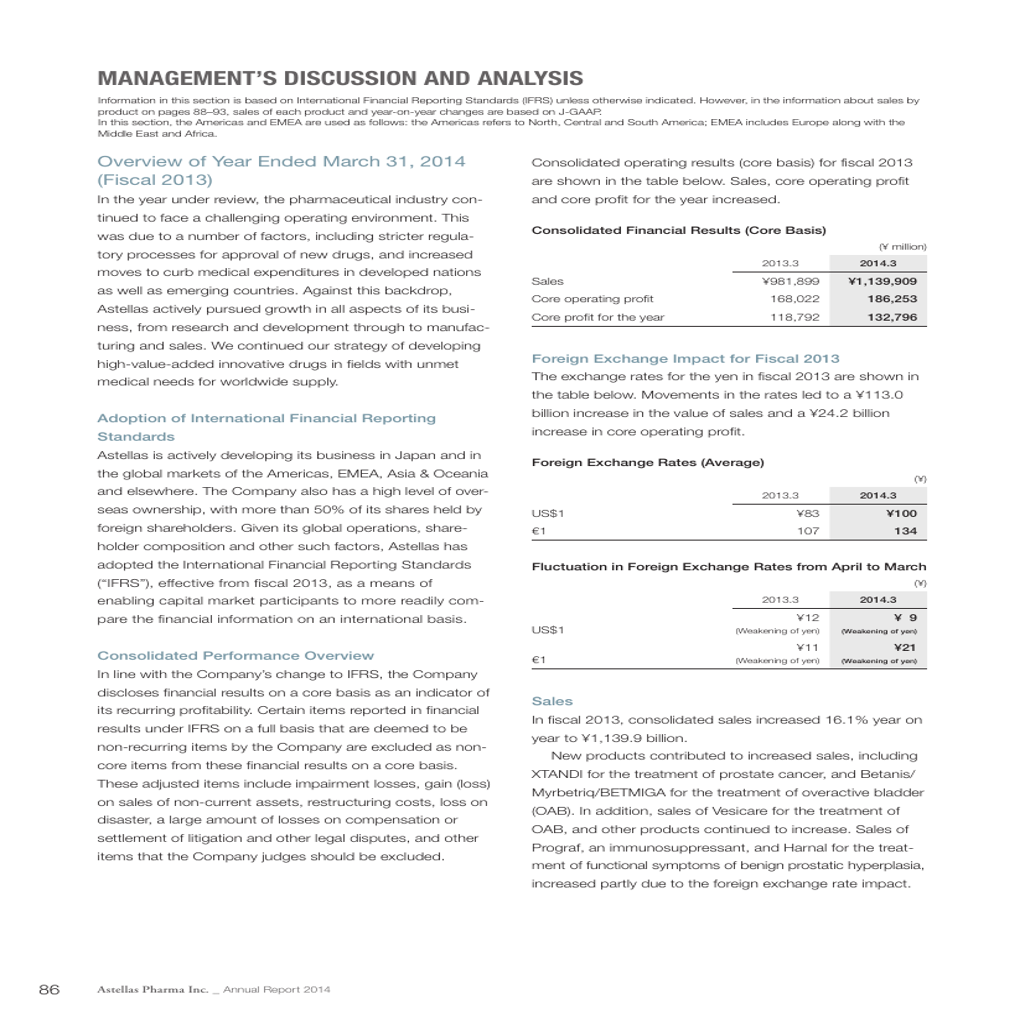 MANAGEMENT'S DISCUSSION AND ANALYSIS
Information in this section is based on International Financial Reporting Standards (IFRS) unless otherwise indicated. However, in the information about sales by
product on pages 88–93, sales of each product and year-on-year changes are based on J-GAAP.
In this section, the Americas and EMEA are used as follows: the Americas refers to North, Central and South America; EMEA includes Europe along with the
Middle East and Africa.
Overview of Year Ended March 31, 2014
(Fiscal 2013)
In the year under review, the pharmaceutical industry con-
tinued to face a challenging operating environment. This
was due to a number of factors, including stricter regula-
tory processes for approval of new drugs, and increased
moves to curb medical expenditures in developed nations
as well as emerging countries. Against this backdrop,
Astellas actively pursued growth in all aspects of its busi-
ness, from research and development through to manufac-
turing and sales. We continued our strategy of developing
high-value-added innovative drugs in fields with unmet
medical needs for worldwide supply.
Adoption of International Financial Reporting
Standards
Astellas is actively developing its business in Japan and in
the global markets of the Americas, EMEA, Asia & Oceania
and elsewhere. The Company also has a high level of over-
seas ownership, with more than 50% of its shares held by
foreign shareholders. Given its global operations, share-
holder composition and other such factors, Astellas has
adopted the International Financial Reporting Standards
("IFRS"), effective from fiscal 2013, as a means of
enabling capital market participants to more readily com-
pare the financial information on an international basis.
Consolidated Performance Overview
In line with the Company's change to IFRS, the Company
discloses financial results on a core basis as an indicator of
its recurring profitability. Certain items reported in financial
results under IFRS on a full basis that are deemed to be
non-recurring items by the Company are excluded as non-
core items from these financial results on a core basis.
These adjusted items include impairment losses, gain (loss)
on sales of non-current assets, restructuring costs, loss on
disaster, a large amount of losses on compensation or
settlement of litigation and other legal disputes, and other
items that the Company judges should be excluded.
Consolidated operating results (core basis) for fiscal 2013
are shown in the table below. Sales, core operating profit
and core profit for the year increased.
Consolidated Financial Results (Core Basis)
(¥ million)
2013.3 2014.3
Sales ¥981,899 ¥1,139,909
Core operating profit 168,022 186,253
Core profit for the year 118,792 132,796
Foreign Exchange Impact for Fiscal 2013
The exchange rates for the yen in fiscal 2013 are shown in
the table below. Movements in the rates led to a ¥113.0
billion increase in the value of sales and a ¥24.2 billion
increase in core operating profit.
Foreign Exchange Rates (Average)
(¥)
2013.3 2014.3
US$1 ¥83 ¥100
€1 107 134
Fluctuation in Foreign Exchange Rates from April to March
(¥)
2013.3 2014.3
¥12 ¥ 9
US$1 (Weakening of yen) (Weakening of yen)
¥11 ¥21
€1 (Weakening of yen) (Weakening of yen)
Sales
In fiscal 2013, consolidated sales increased 16.1% year on
year to ¥1,139.9 billion.
New products contributed to increased sales, including
XTANDI for the treatment of prostate cancer, and Betanis/
Myrbetriq/BETMIGA for the treatment of overactive bladder
(OAB). In addition, sales of Vesicare for the treatment of
OAB, and other products continued to increase. Sales of
Prograf, an immunosuppressant, and Harnal for the treat-
ment of functional symptoms of benign prostatic hyperplasia,
increased partly due to the foreign exchange rate impact.
86 Astellas Pharma Inc. _ Annual Report 2014